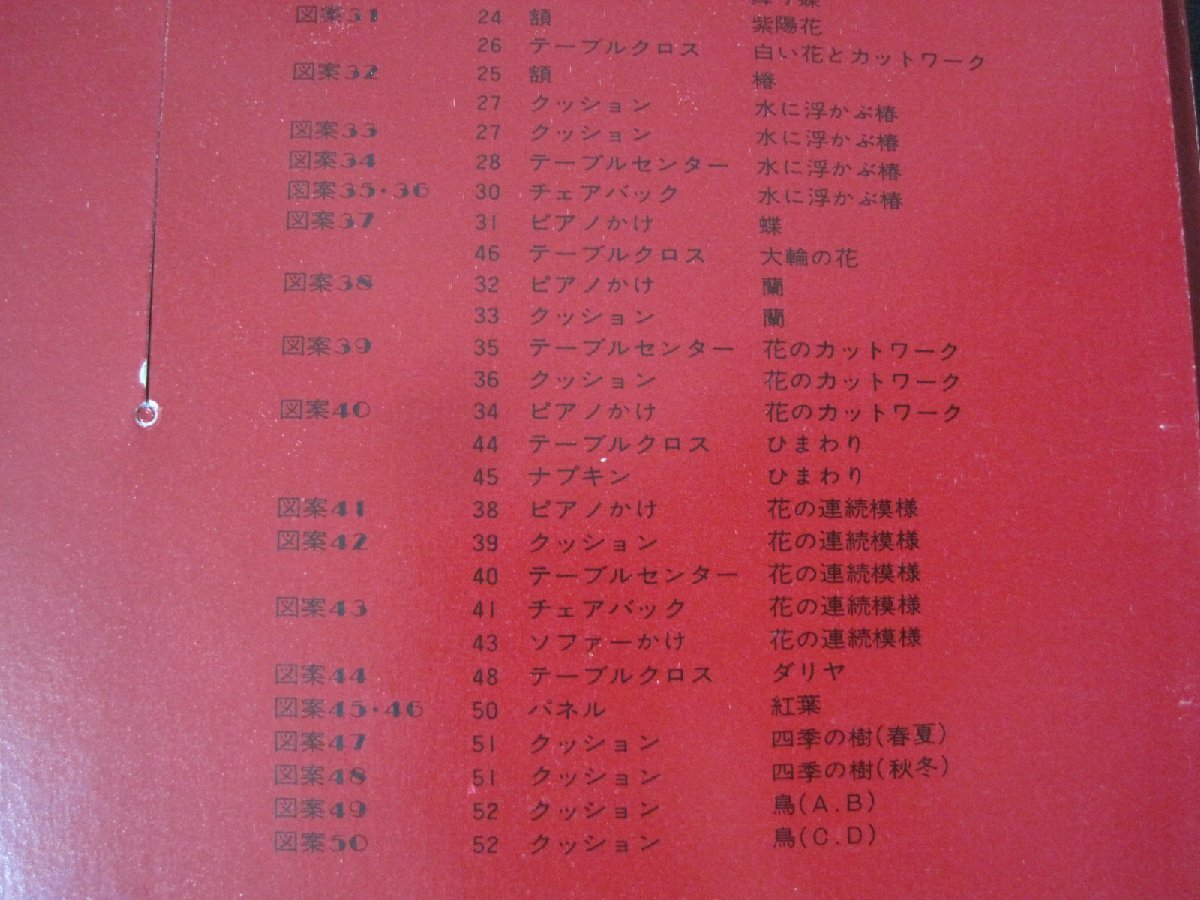 図案31 24 額 紫陽花
26 テーブルクロス 白い花とカットワーク
図案32 25 額 椿
27 クッション 水に浮かぶ椿
図案33 27 クッション 水に浮かぶ椿
図案34 28 テーブルセンター 水に浮かぶ椿
図案35・36 30 チェアバック 水に浮かぶ椿
図案37 31 ピアノかけ 蝶
46 テーブルクロス 大輪の花
図案38 32 ピアノかけ 蘭
33 クッション 蘭
図案39 35 テーブルセンター 花のカットワーク
36 クッション 花のカットワーク
図案40 34 ピアノかけ 花のカットワーク
44 テーブルクロス ひまわり
45 ナプキン ひまわり
図案41 38 ピアノかけ 花の連続模様
図案42 39 クッション 花の連続模様
40 テーブルセンター 花の連続模様
図案43 41 チェアバック 花の連続模様
43 ソファーかけ 花の連続模様
図案44 48 テーブルクロス ダリヤ
図案45・46 50 パネル 紅葉
図案47 51 クッション 四季の樹(春夏)
図案48 51 クッション 四季の樹(秋冬)
図案49 52 クッション 鳥(A.B)
図案50 52 クッション 鳥(C.D)